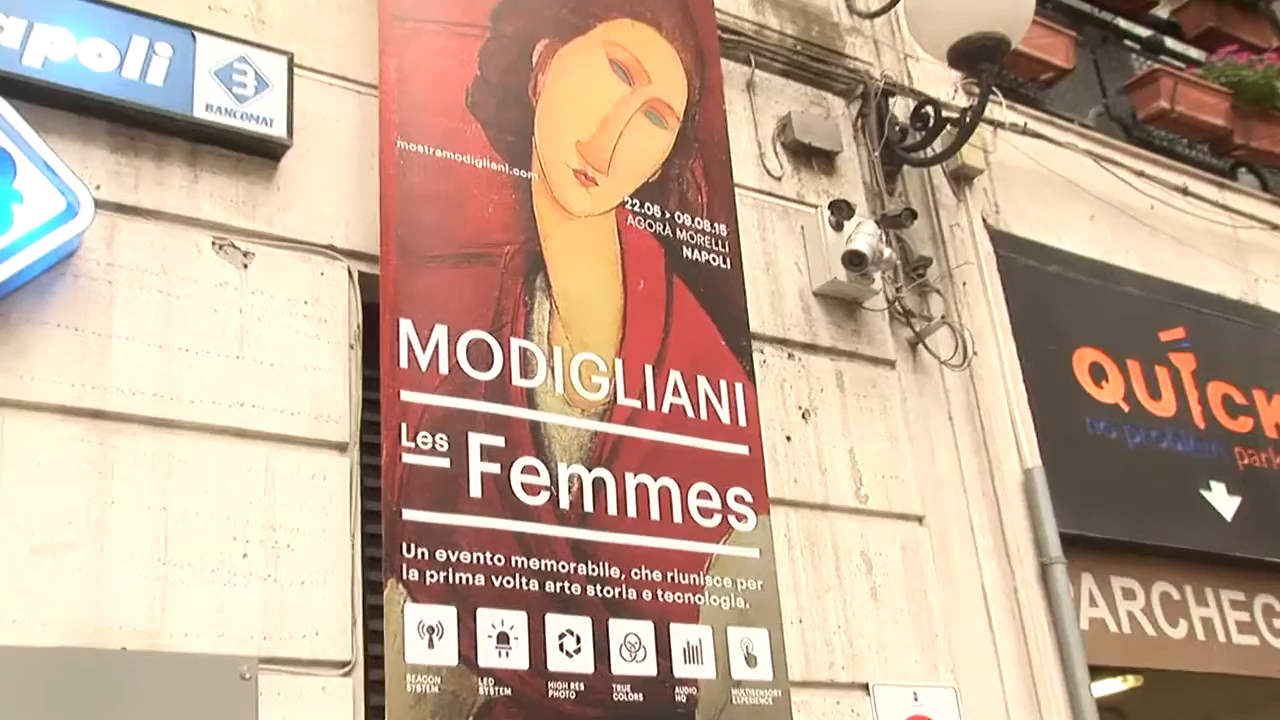 apoli
3
BANCOMAT
mostramodigliani.com
22.05 > 09.08.15
AGORÀ MORELLI
NAPOLI
MODIGLIANI
Les
Femmes
Un evento memorabile, che riunisce per
la prima volta arte storia e tecnologia.
BEACON
SYSTEM
LED
SYSTEM
HIGH RES
PHOTO
TRUE
COLORS
AUDIO
HQ
MULTISENSORY
EXPERIENCE
QUICK
no problem park
ARCHEG